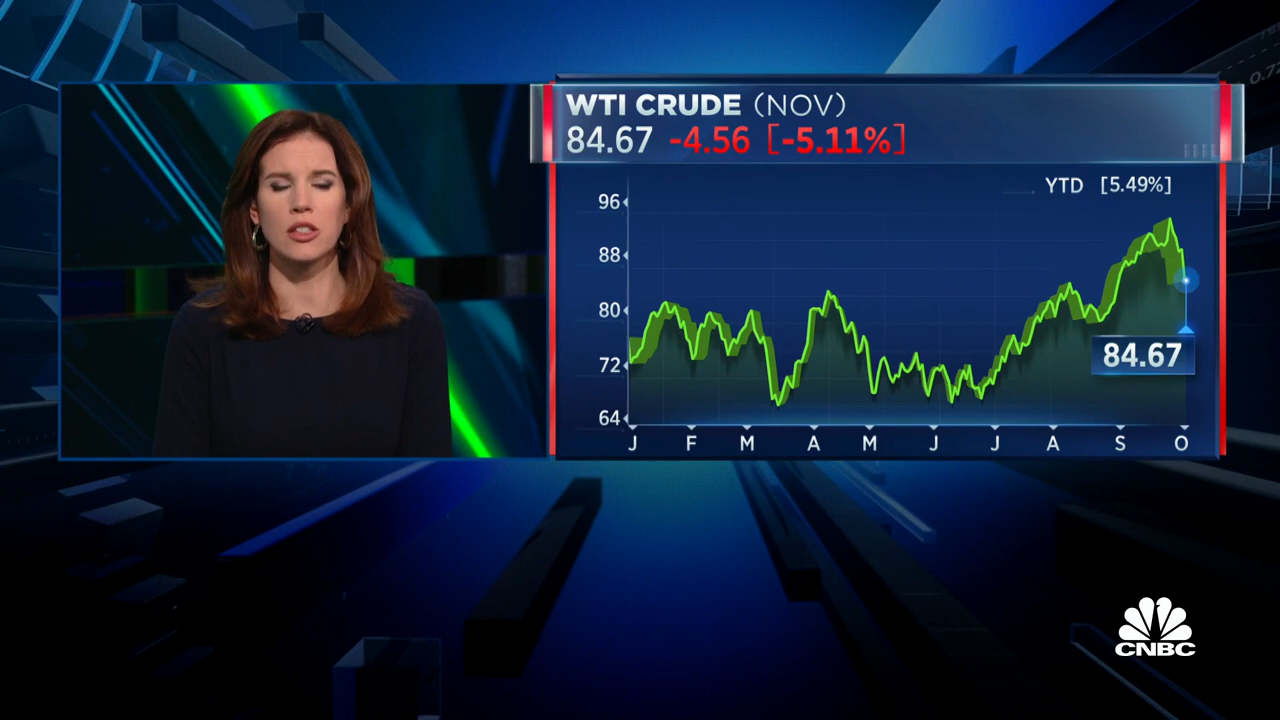 WTI CRUDE (NOV)
84.67 -4.56 [-5.11%]
YTD [5.49%]
96
88
80
72
64
84.67
J F M A M J J A S O
CNBC